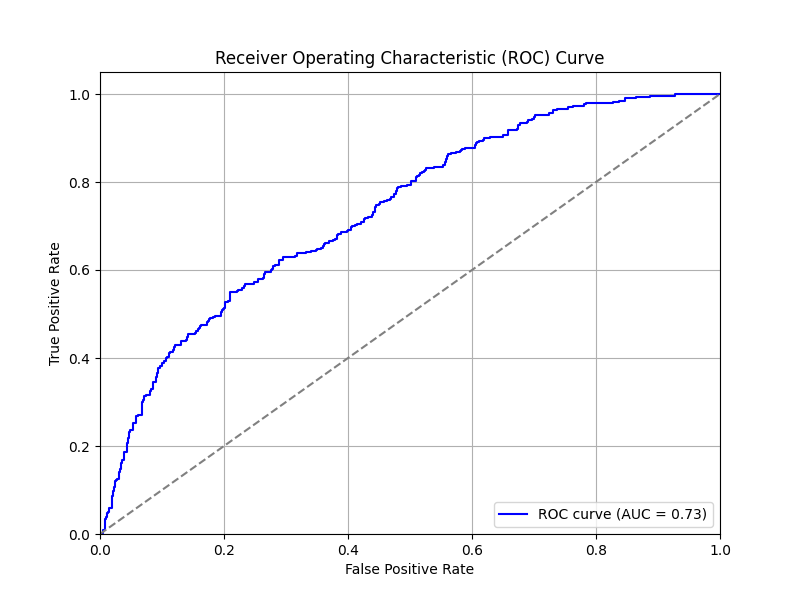 Receiver Operating Characteristic (ROC) Curve
1.0
0.8
0.6
0.4
0.2
0.0
True Positive Rate
ROC curve (AUC = 0.73)
0.0 0.2 0.4 0.6 0.8 1.0
False Positive Rate